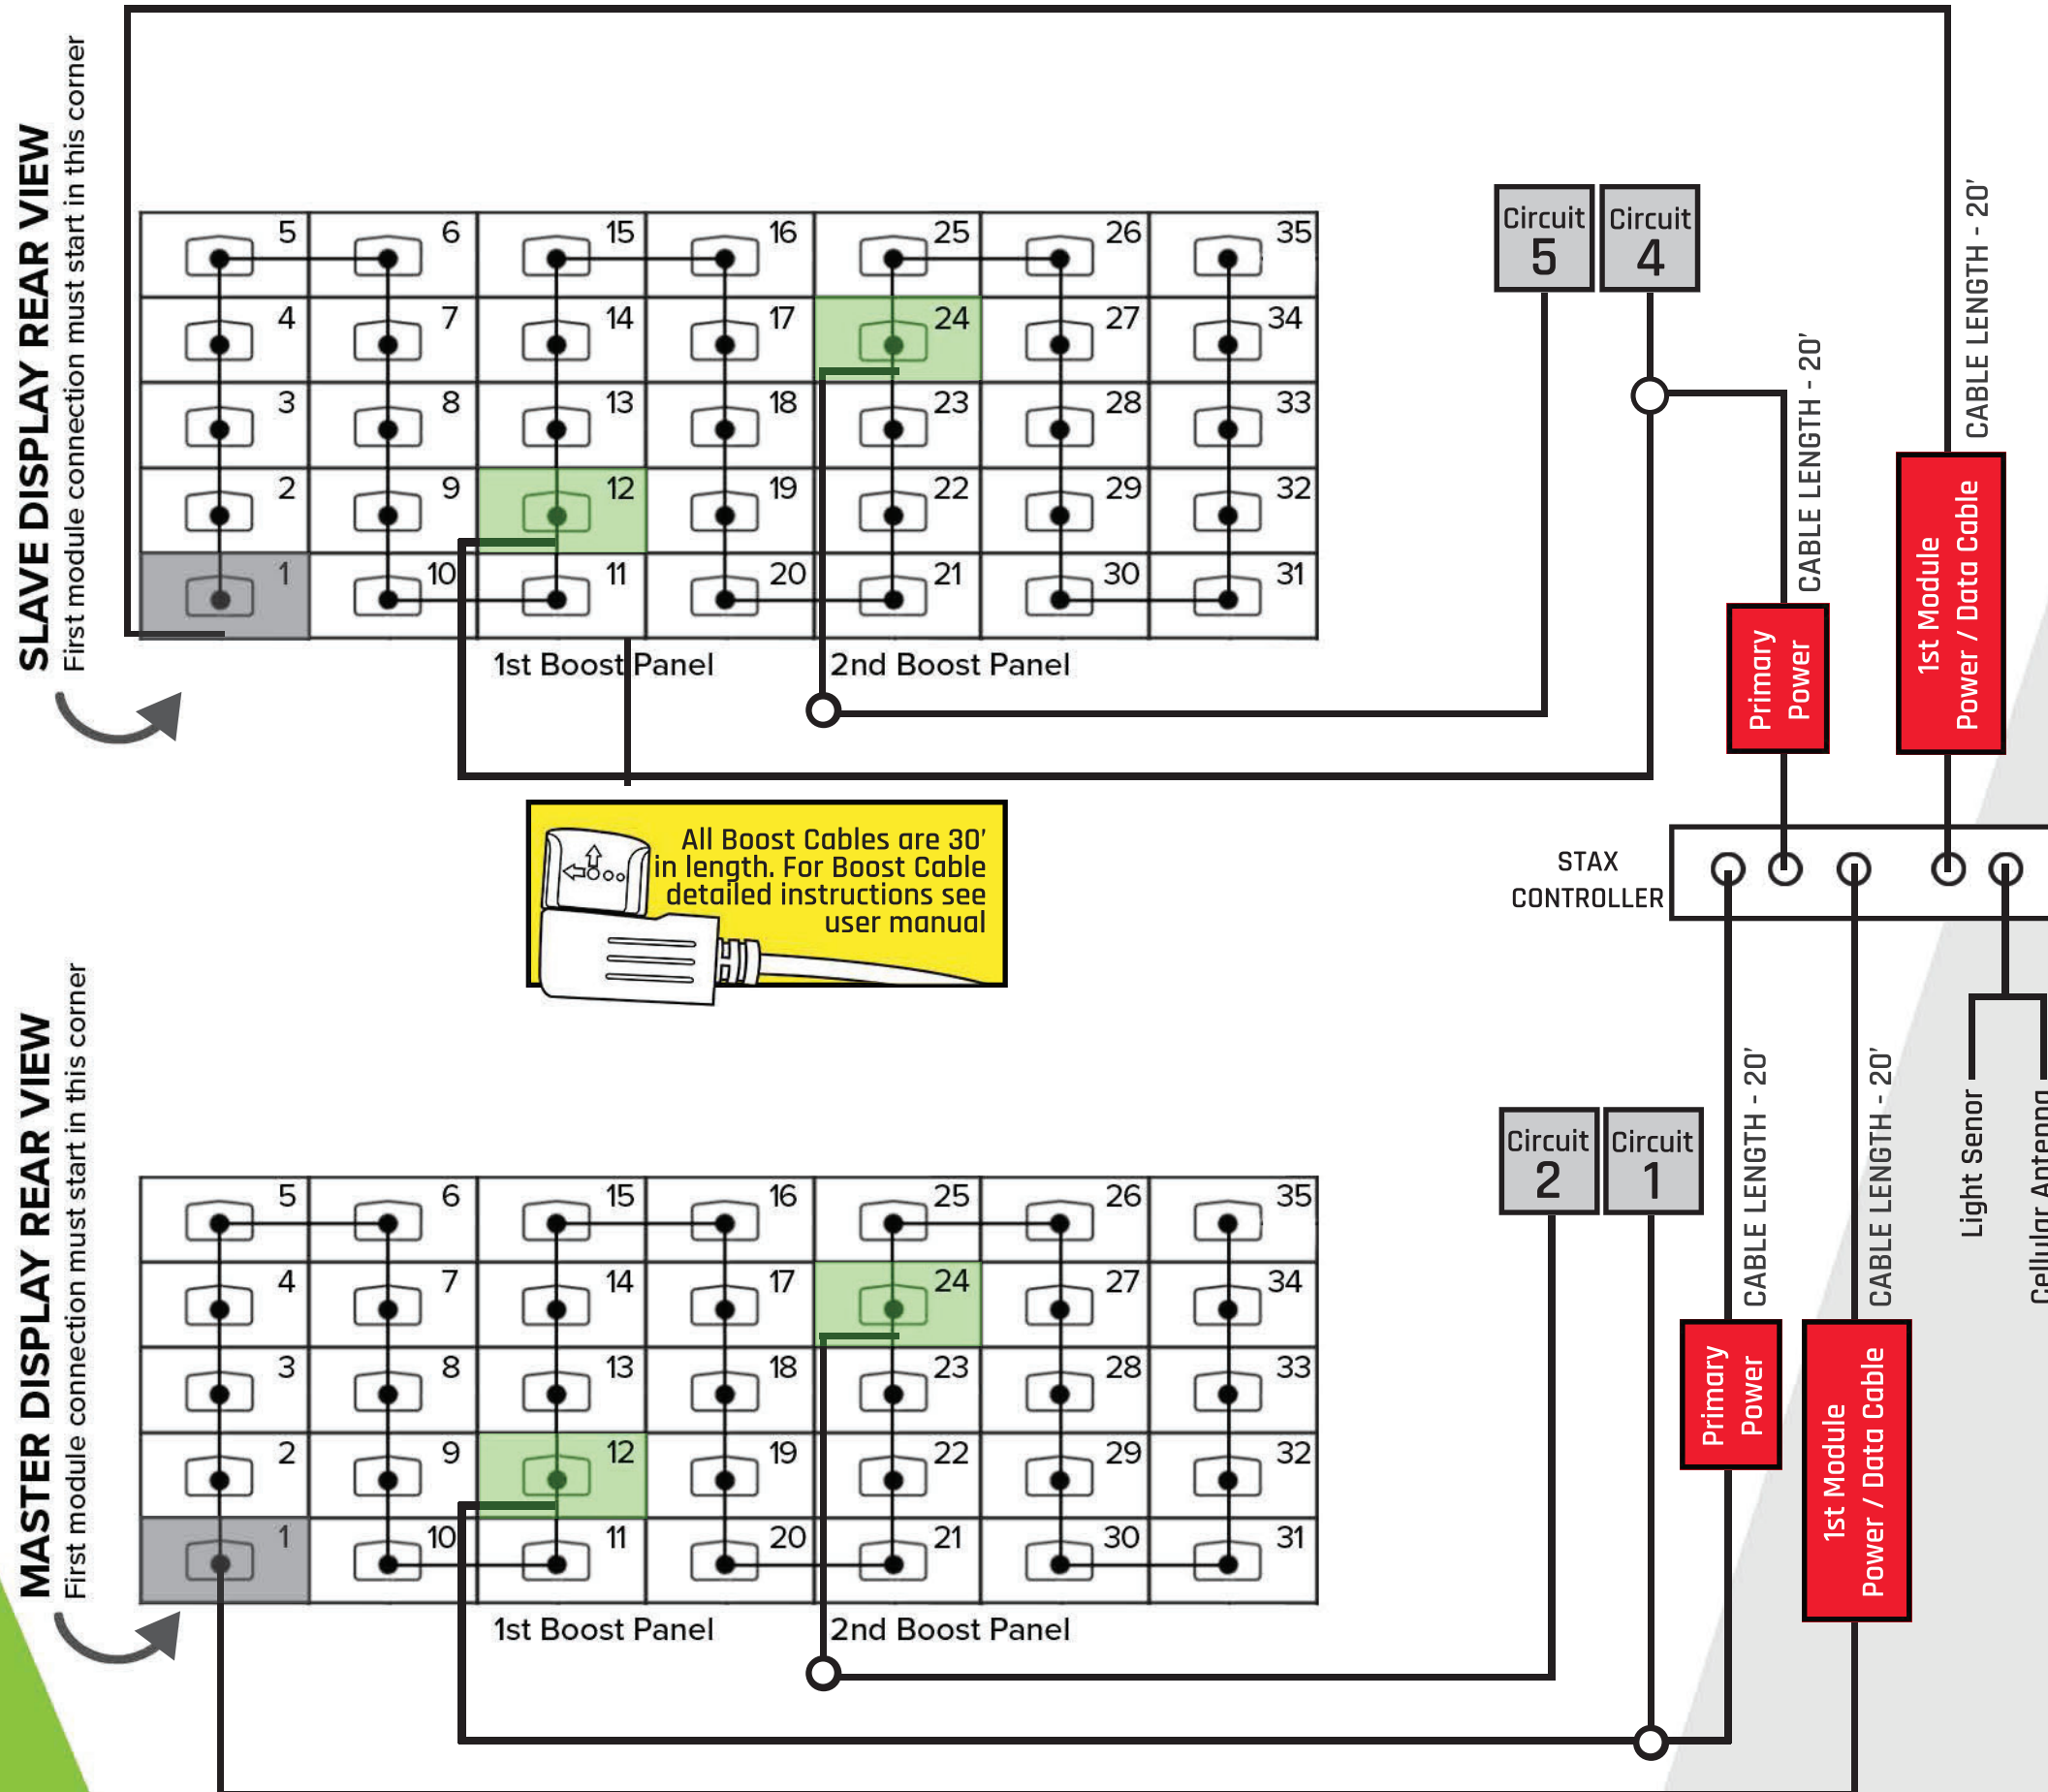 SLAVE DISPLAY REAR VIEW
First module connection must start in this corner
5 6 15 16 25 26 35
4 7 14 17 24 27 34
3 8 13 18 23 28 33
2 9 12 19 22 29 32
1 10 11 20 21 30 31
1st Boost Panel
2nd Boost Panel
Circuit
5
Circuit
4
CABLE LENGTH - 20'
CABLE LENGTH - 20'
Primary
Power
1st Module
Power / Data Cable
All Boost Cables are 30'
in length. For Boost Cable
detailed instructions see
user manual
STAX
CONTROLLER
MASTER DISPLAY REAR VIEW
First module connection must start in this corner
5 6 15 16 25 26 35
4 7 14 17 24 27 34
3 8 13 18 23 28 33
2 9 12 19 22 29 32
1 10 11 20 21 30 31
1st Boost Panel
2nd Boost Panel
Circuit
2
Circuit
1
CABLE LENGTH - 20'
CABLE LENGTH - 20'
Primary
Power
1st Module
Power / Data Cable
Light Senor
Cellular Antenna